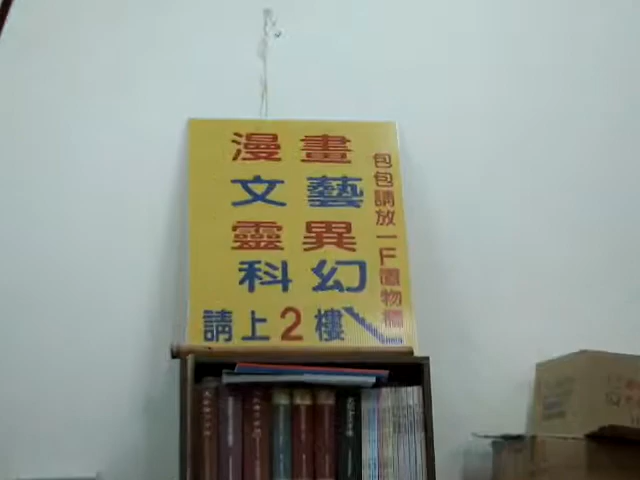 漫畫
文藝
靈異
科幻
請上2樓
包包請放一F置物櫃